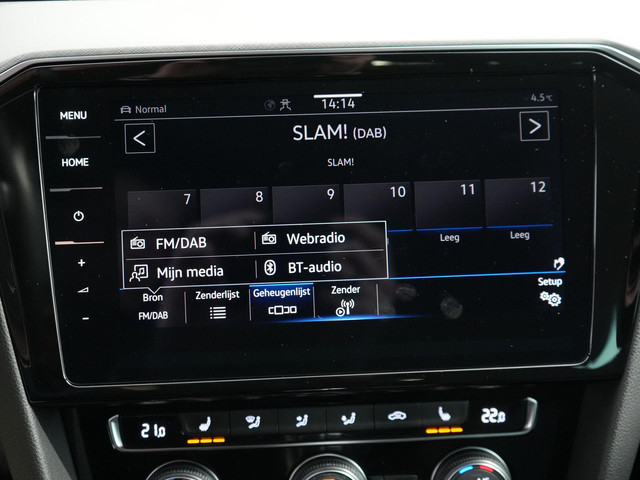 MENU
HOME
Normal
14:14
4.5°C
SLAM! (DAB)
SLAM!
7 8 9 10 11 12
Leeg Leeg
FM/DAB Webradio
Mijn media BT-audio
Bron Zenderlijst Geheugenlijst Zender Setup
FM/DAB
21.0 22.0